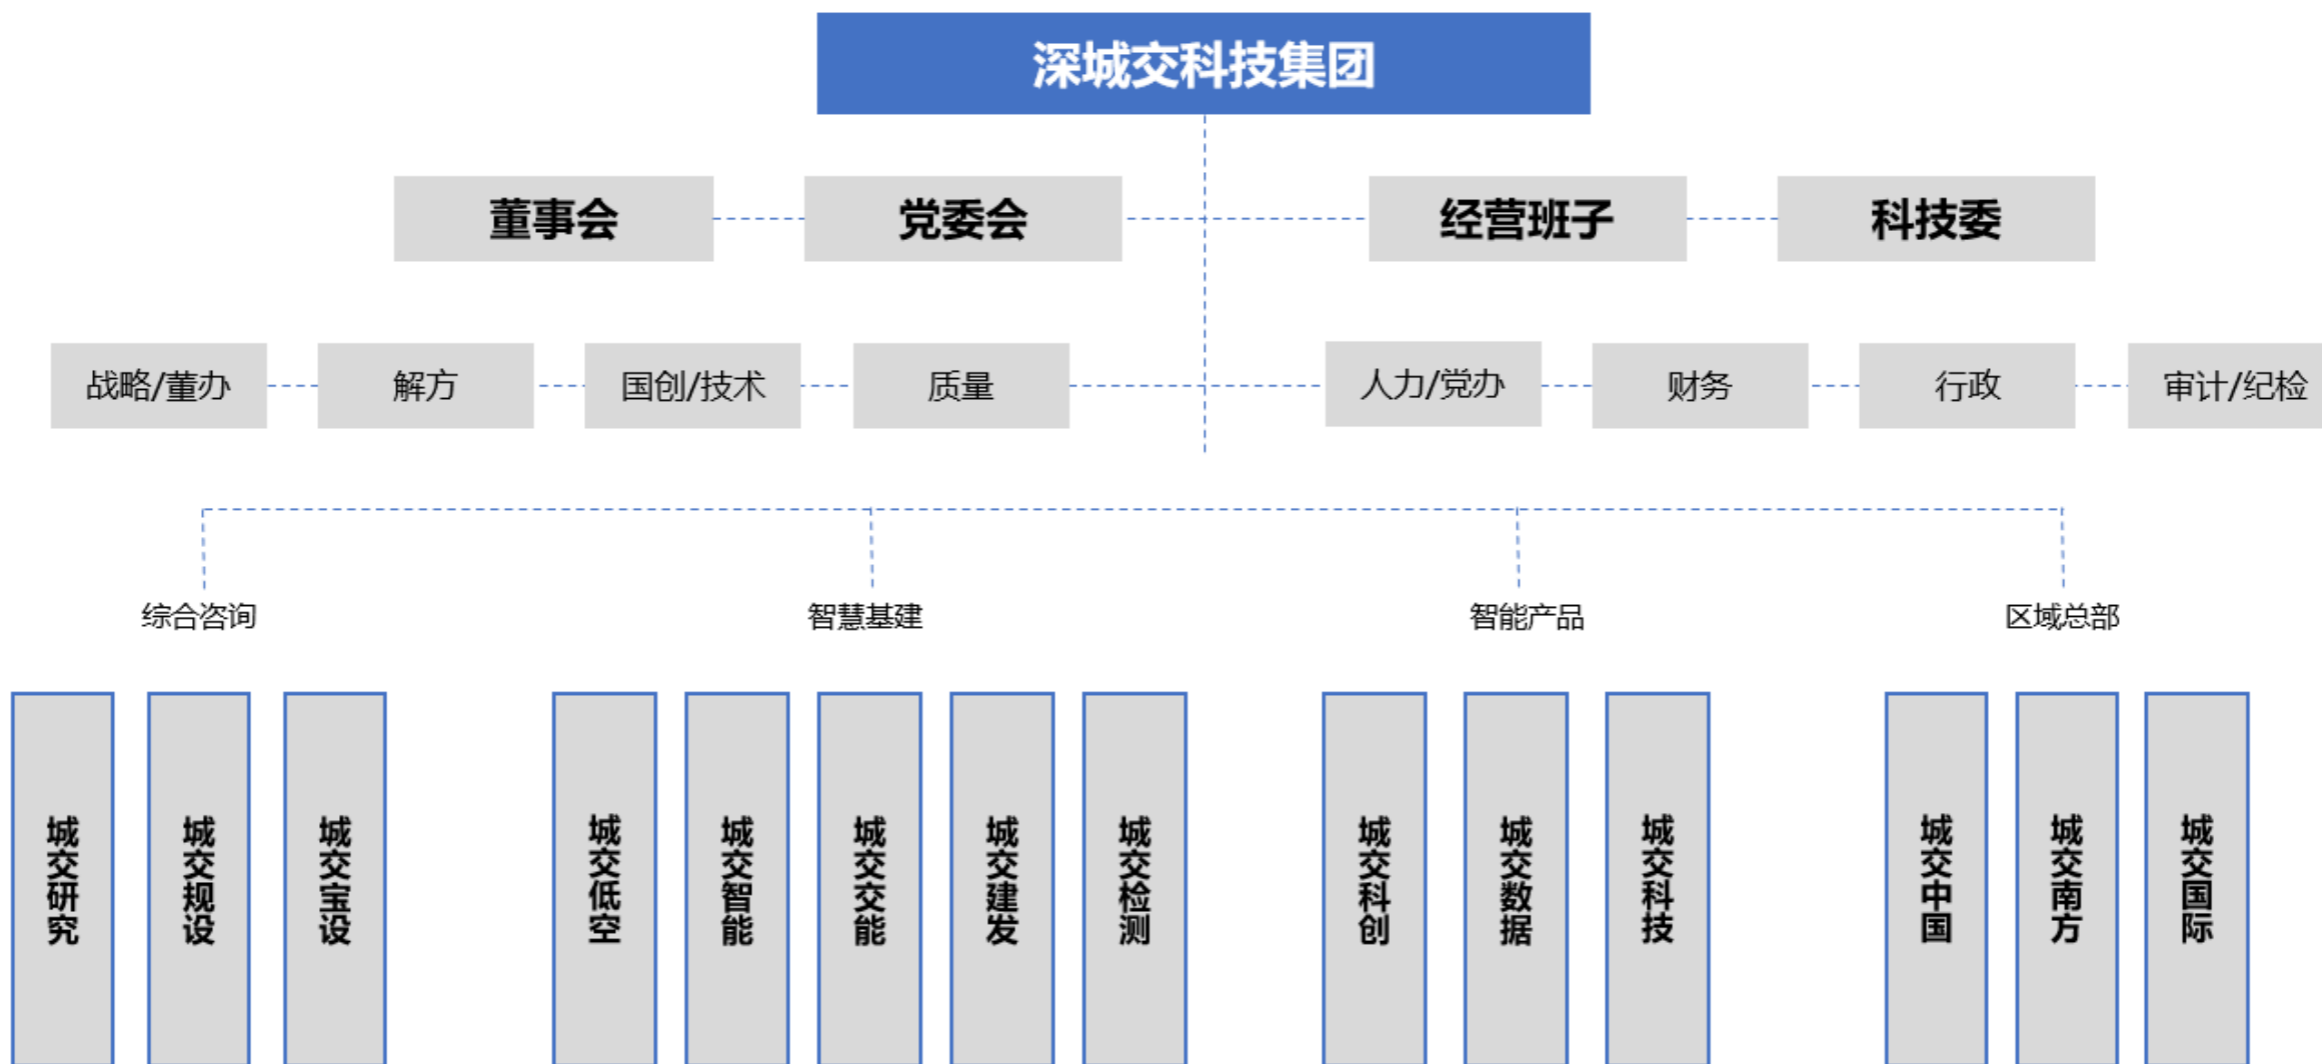 深城交科技集团
董事会
党委会
经营班子
科技委
战略/董办
解方
国创/技术
质量
人力/党办
财务
行政
审计/纪检
综合咨询
智慧基建
智能产品
区域总部
城交研究
城交规设
城交宝设
城交低空
城交智能
城交交能
城交建发
城交检测
城交科创
城交数据
城交科技
城交中国
城交南方
城交国际